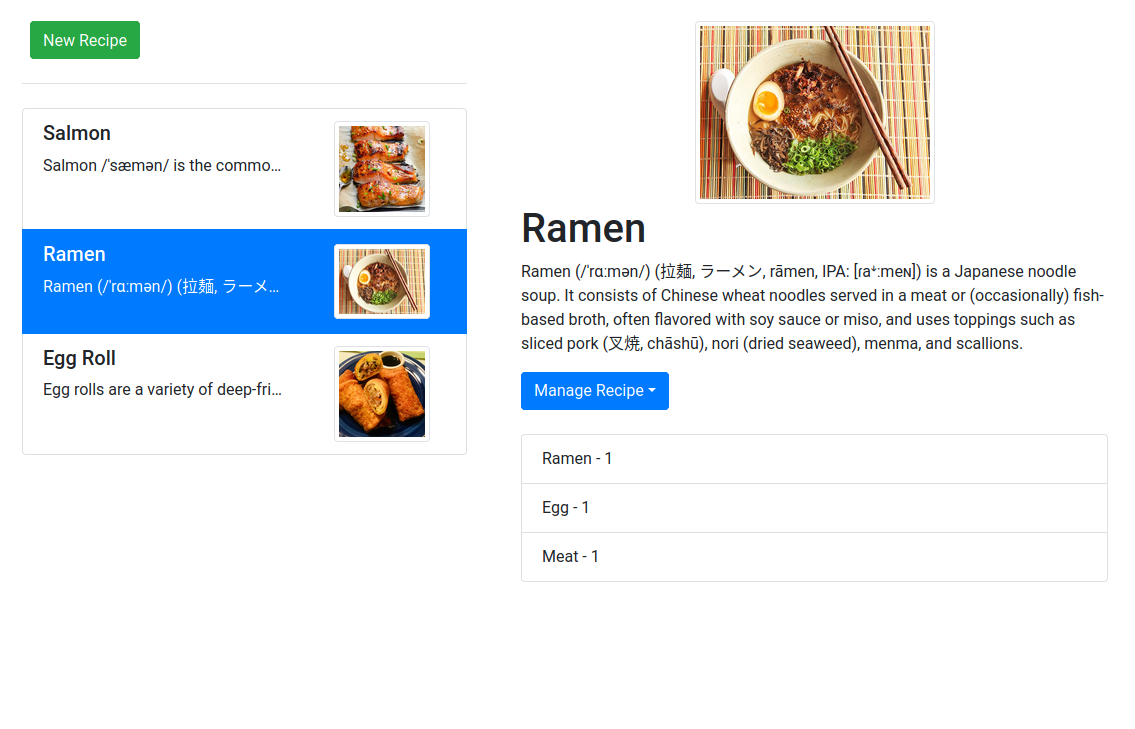 New Recipe
Salmon
Salmon /ˈsæmən/ is the commo...
Ramen
Ramen (/ˈrɑːmən/) (拉麺, ラーメ...
Egg Roll
Egg rolls are a variety of deep-fri...
Ramen
Ramen (/ˈrɑːmən/) (拉麺, ラーメン, rāmen, IPA: [ɾaꜜːmeɴ]) is a Japanese noodle
soup. It consists of Chinese wheat noodles served in a meat or (occasionally) fish-
based broth, often flavored with soy sauce or miso, and uses toppings such as
sliced pork (叉焼, chāshū), nori (dried seaweed), menma, and scallions.
Manage Recipe
Ramen - 1
Egg - 1
Meat - 1